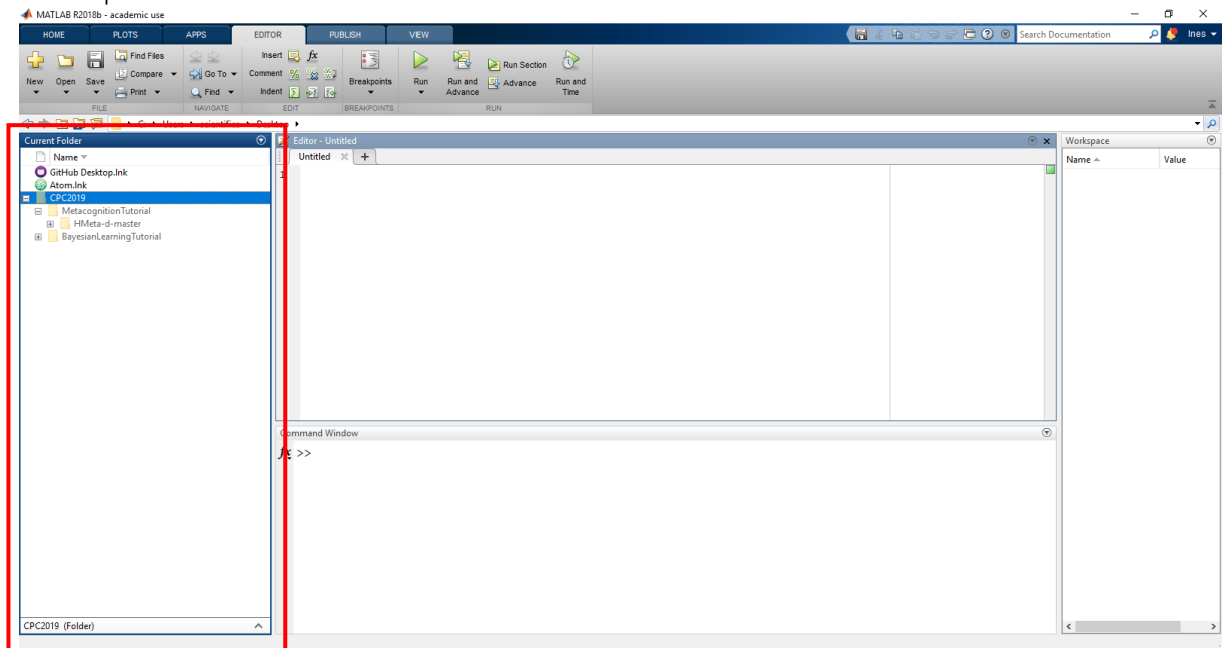 MATLAB R2018b - academic use
HOME PLOTS APPS EDITOR PUBLISH VIEW
Search Documentation Ines
New Open Save Find Files Compare Print
Go To Find
Insert fx Comment Indent
Breakpoints
Run Run and Advance Run Section Advance Run and Time
FILE NAVIGATE EDIT BREAKPOINTS RUN
C: Users Desktop
Current Folder
Name
GitHub Desktop.lnk
Atom.lnk
CPC2019
MetacognitionTutorial
HMeta-d-master
BayesianLearningTutorial
CPC2019 (Folder)
Editor - Untitled
Untitled +
1
Command Window
fx >>
Workspace
Name Value